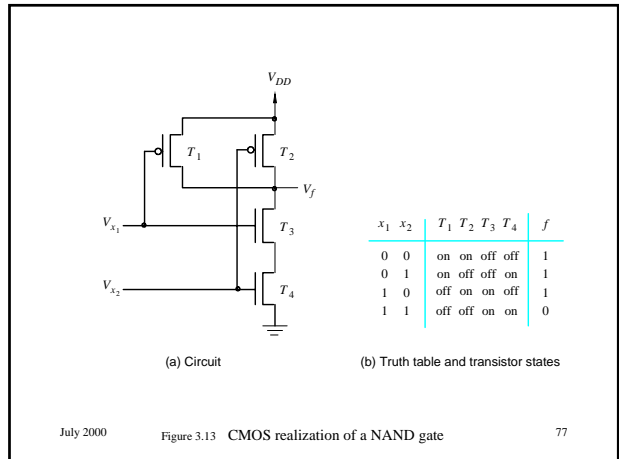 V_DD
T_1
T_2
V_f
V_x1
T_3
V_x2
T_4
(a) Circuit
x_1 x_2 T_1 T_2 T_3 T_4 f
0 0 on on off off 1
0 1 on off off on 1
1 0 off on on off 1
1 1 off off on on 0
(b) Truth table and transistor states
July 2000 Figure 3.13 CMOS realization of a NAND gate 77